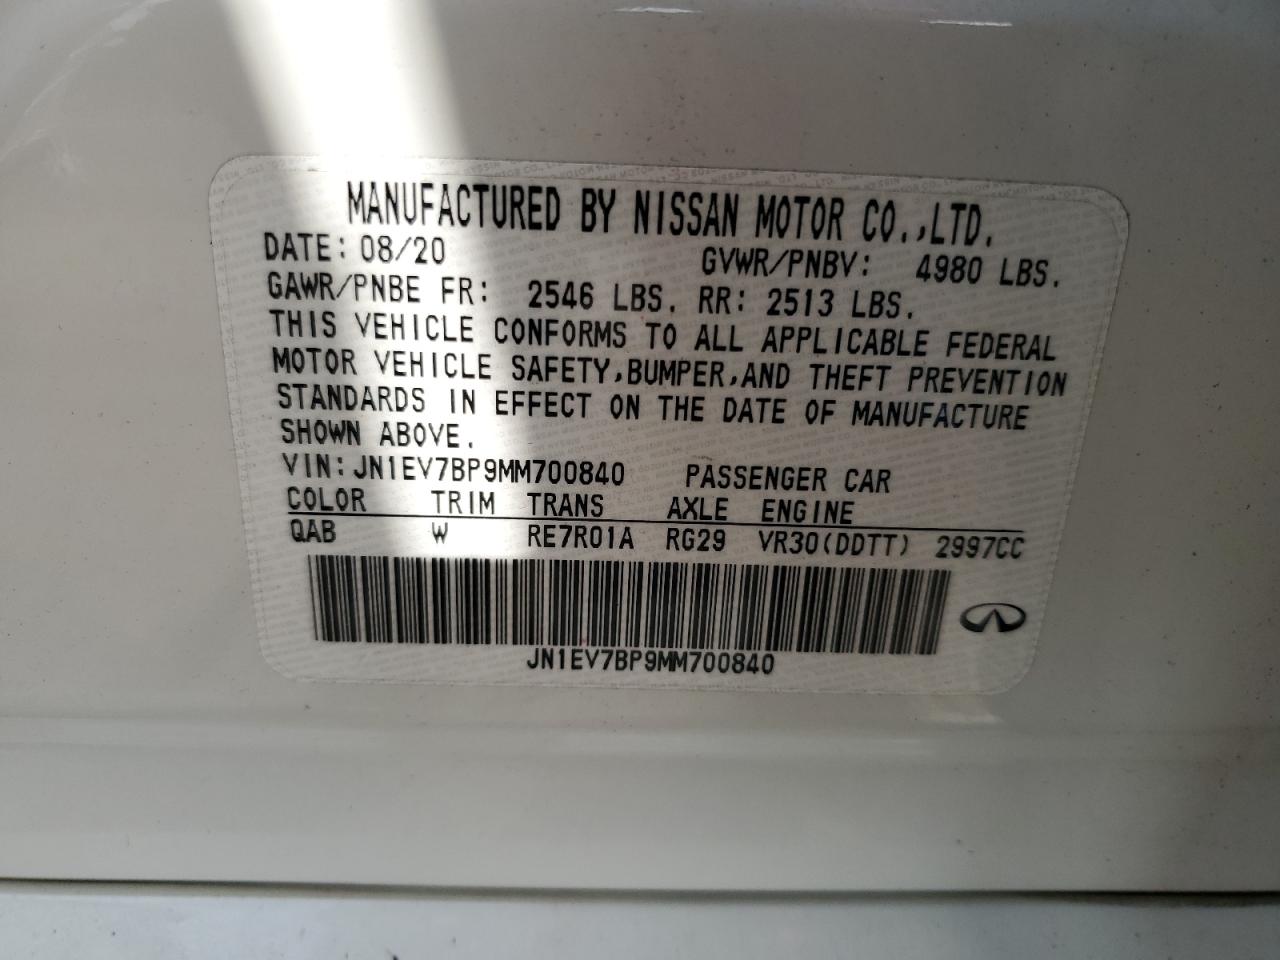 MANUFACTURED BY NISSAN MOTOR CO.,LTD.
DATE: 08/20 GVWR/PNBV: 4980 LBS.
GAWR/PNBE FR: 2546 LBS. RR: 2513 LBS.
THIS VEHICLE CONFORMS TO ALL APPLICABLE FEDERAL
MOTOR VEHICLE SAFETY,BUMPER,AND THEFT PREVENTION
STANDARDS IN EFFECT ON THE DATE OF MANUFACTURE
SHOWN ABOVE.
VIN:JN1EV7BP9MM700840 PASSENGER CAR
COLOR TRIM TRANS AXLE ENGINE
QAB W RE7R01A RG29 VR30(DDTT) 2997CC
JN1EV7BP9MM700840